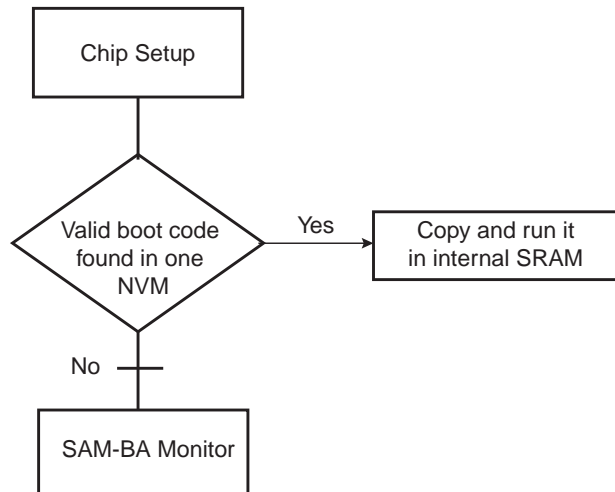 Chip Setup
Valid boot code
found in one
NVM
Yes
Copy and run it
in internal SRAM
No
SAM-BA Monitor